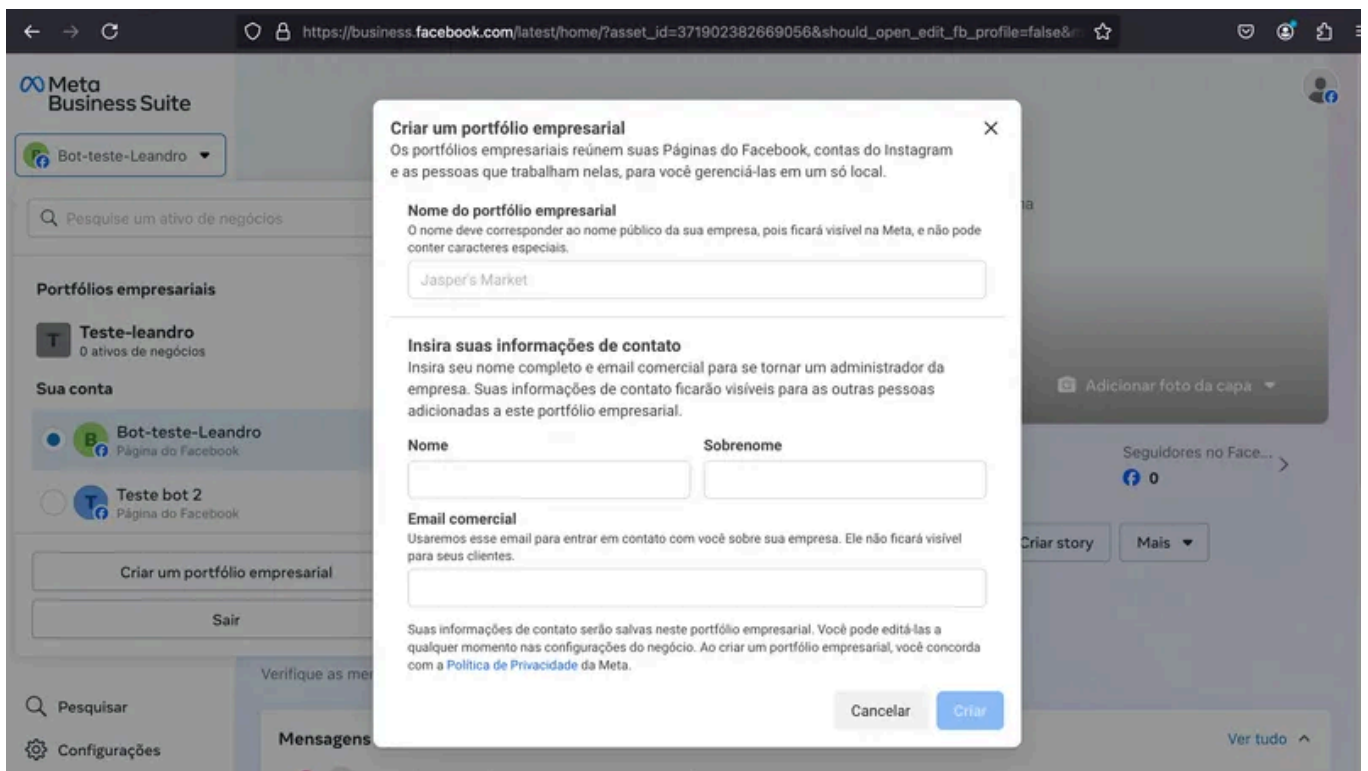 https://business.facebook.com/latest/home/?asset_id=371902382669056&should_open_edit_fb_profile=false&
Meta
Business Suite
Bot-teste-Leandro
Pesquise um ativo de negócios
Portfólios empresariais
T
Teste-leandro
0 ativos de negócios
Sua conta
B
Bot-teste-Leandro
Página do Facebook
T
Teste bot 2
Página do Facebook
Criar um portfólio empresarial
Sair
Pesquisar
Configurações
Criar um portfólio empresarial
Os portfólios empresariais reúnem suas Páginas do Facebook, contas do Instagram
e as pessoas que trabalham nelas, para você gerenciá-las em um só local.
Nome do portfólio empresarial
O nome deve corresponder ao nome público da sua empresa, pois ficará visível na Meta, e não pode
conter caracteres especiais.
Jasper's Market
Insira suas informações de contato
Insira seu nome completo e email comercial para se tornar um administrador da
empresa. Suas informações de contato ficarão visíveis para as outras pessoas
adicionadas a este portfólio empresarial.
Nome Sobrenome
Email comercial
Usaremos esse email para entrar em contato com você sobre sua empresa. Ele não ficará visível
para seus clientes.
Suas informações de contato serão salvas neste portfólio empresarial. Você pode editá-las a
qualquer momento nas configurações do negócio. Ao criar um portfólio empresarial, você concorda
com a Política de Privacidade da Meta.
Cancelar Criar
Adicionar foto da capa
Seguidores no Face...
0
Criar story Mais
Verifique as me
Mensagens
Ver tudo